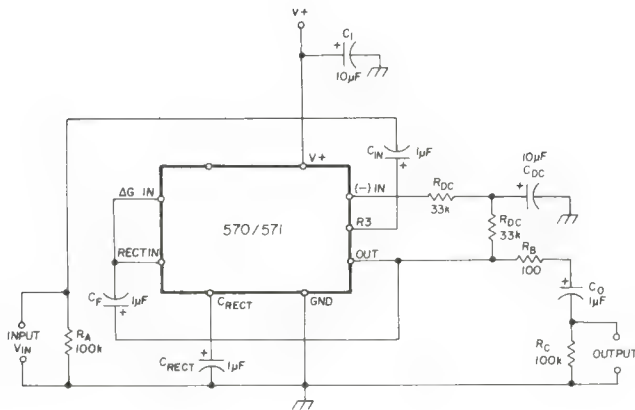 V+
C1
10µF
CIN
1µF
V+
10µF
CDC
ΔG IN
(−) IN
RDC
33k
570/571
R3
RDC
33k
RECT IN
OUT
RB
100
CF
1µF
CRECT
GND
CO
1µF
INPUT
VIN
RA
100k
CRECT
1µF
RC
100k
OUTPUT